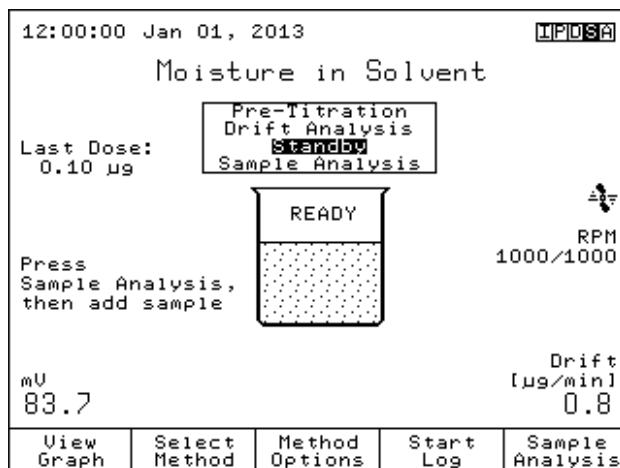 12:00:00 Jan 01, 2013 IPDSA
Moisture in Solvent
Pre-Titration
Drift Analysis
Standby
Sample Analysis
Last Dose:
0.10 µg
READY
RPM
1000/1000
Press
Sample Analysis,
then add sample
mV
83.7
Drift
[µg/min]
0.8
View
Graph
Select
Method
Method
Options
Start
Log
Sample
Analysis